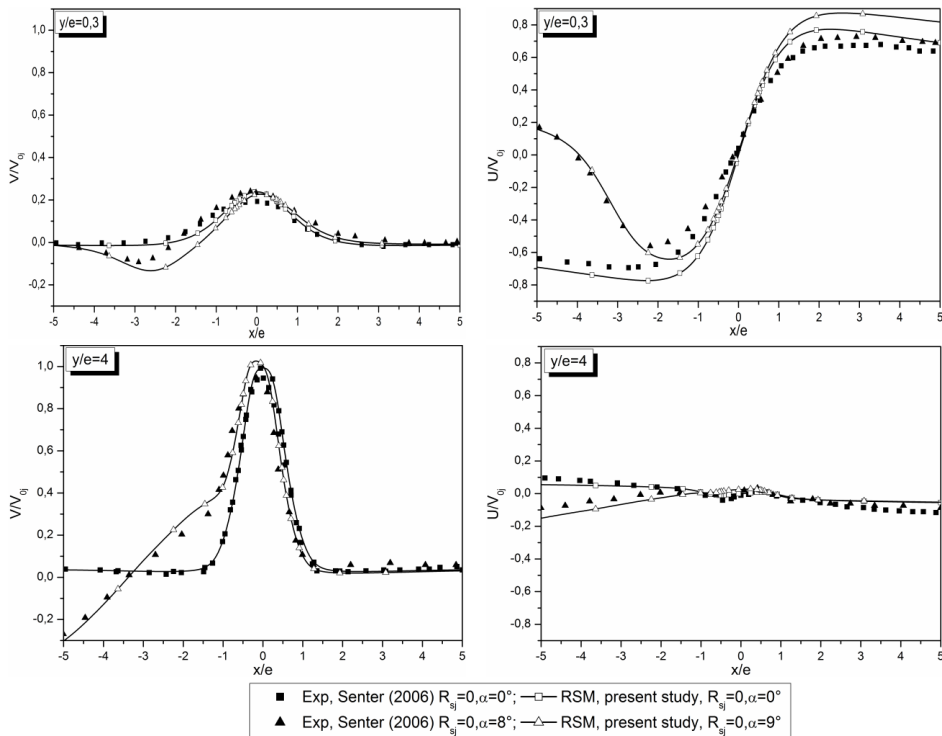 y/e=0,3
V/V0j
1,0
0,8
0,6
0,4
0,2
0,0
-0,2
-5 -4 -3 -2 -1 0 1 2 3 4 5
x/e
y/e=0,3
U/V0j
0,8
0,6
0,4
0,2
0,0
-0,2
-0,4
-0,6
-0,8
-5 -4 -3 -2 -1 0 1 2 3 4 5
x/e
y/e=4
V/V0j
1,0
0,8
0,6
0,4
0,2
0,0
-0,2
-5 -4 -3 -2 -1 0 1 2 3 4 5
x/e
y/e=4
U/V0j
0,8
0,6
0,4
0,2
0,0
-0,2
-0,4
-0,6
-0,8
-5 -4 -3 -2 -1 0 1 2 3 4 5
x/e
Exp, Senter (2006) Rsj=0,α=0°; RSM, present study, Rsj=0,α=0°
Exp, Senter (2006) Rsj=0,α=8°; RSM, present study, Rsj=0,α=9°